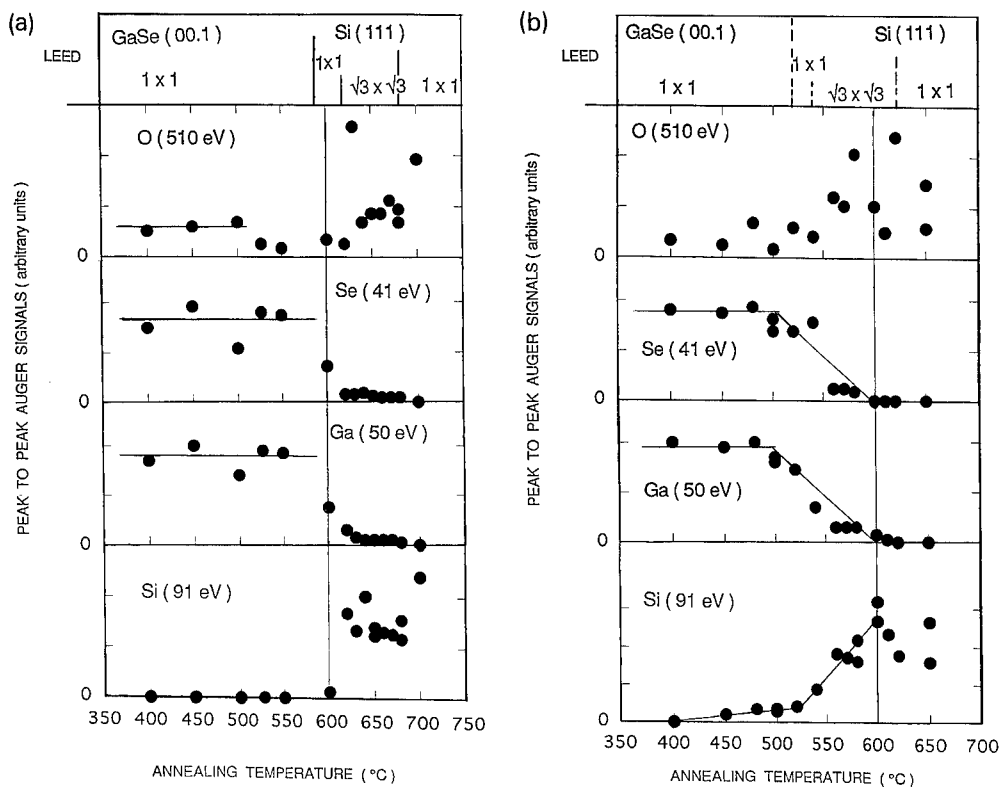 (a)
GaSe ( 00.1 )
Si ( 111 )
LEED
1 x 1
1 x 1
√3 x √3
1 x 1
O ( 510 eV )
0
Se ( 41 eV )
0
Ga ( 50 eV )
0
Si ( 91 eV )
0
350 400 450 500 550 600 650 700 750
ANNEALING TEMPERATURE ( °C )
PEAK TO PEAK AUGER SIGNALS ( arbitrary units )
(b)
GaSe ( 00.1 )
Si ( 111 )
LEED
1 x 1
1 x 1
√3 x √3
1 x 1
O ( 510 eV )
0
Se ( 41 eV )
0
Ga ( 50 eV )
0
Si ( 91 eV )
0
350 400 450 500 550 600 650 700
ANNEALING TEMPERATURE ( °C )
PEAK TO PEAK AUGER SIGNALS ( arbitrary units )